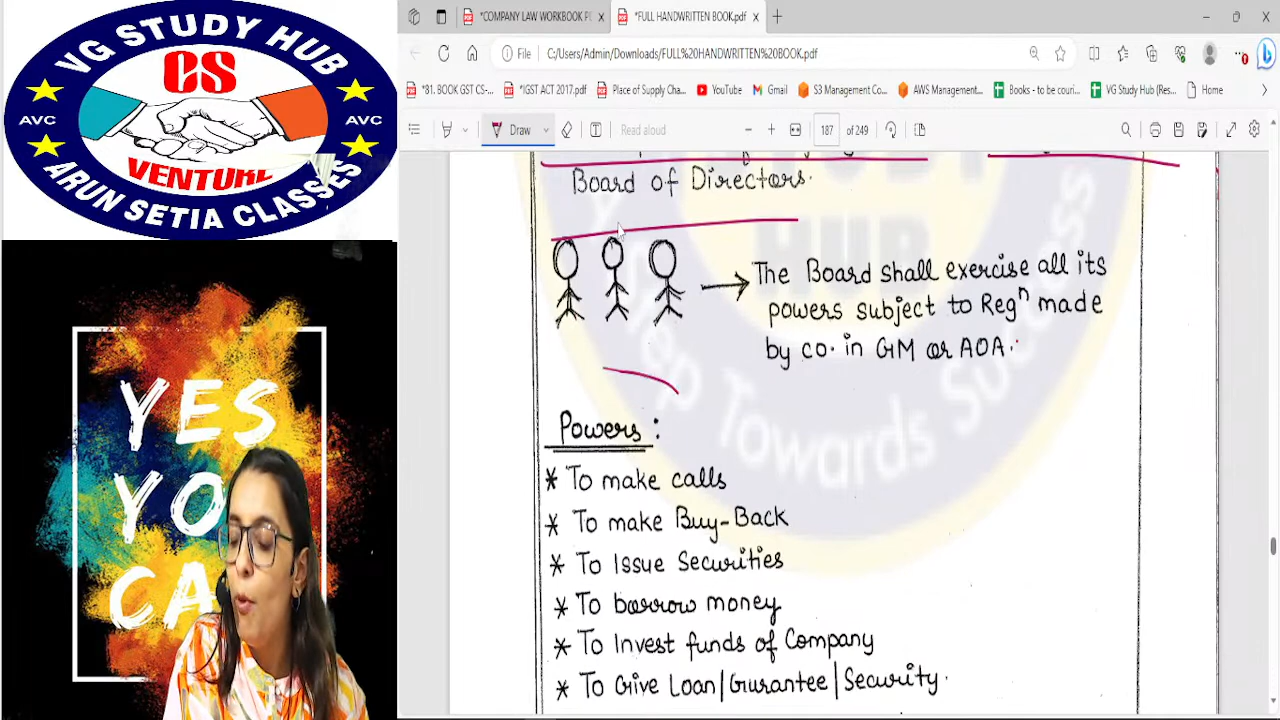 VG STUDY HUB
CS
AVC
AVC
VENTURE
ARUN SETIA CLASSES
YES
YO
CA
*COMPANY LAW WORKBOOK P
*FULL HANDWRITTEN BOOK.pdf
File
C:/Users/Admin/Downloads/FULL%20HANDWRITTEN%20BOOK.pdf
*81. BOOK GST CS-...
*IGST ACT 2017.pdf
Place of Supply Cha...
YouTube
Gmail
S3 Management Co...
AWS Management...
Books - to be couri...
VG Study Hub (Res...
Home
Draw
Read aloud
187
of 249
Board of Directors.
The Board shall exercise all its
powers subject to Regn made
by co. in GM or AOA.
Powers:
* To make calls
* To make Buy-Back
* To Issue Securities
* To borrow money
* To Invest funds of Company
* To Give Loan/Gurantee/Security.
Towards